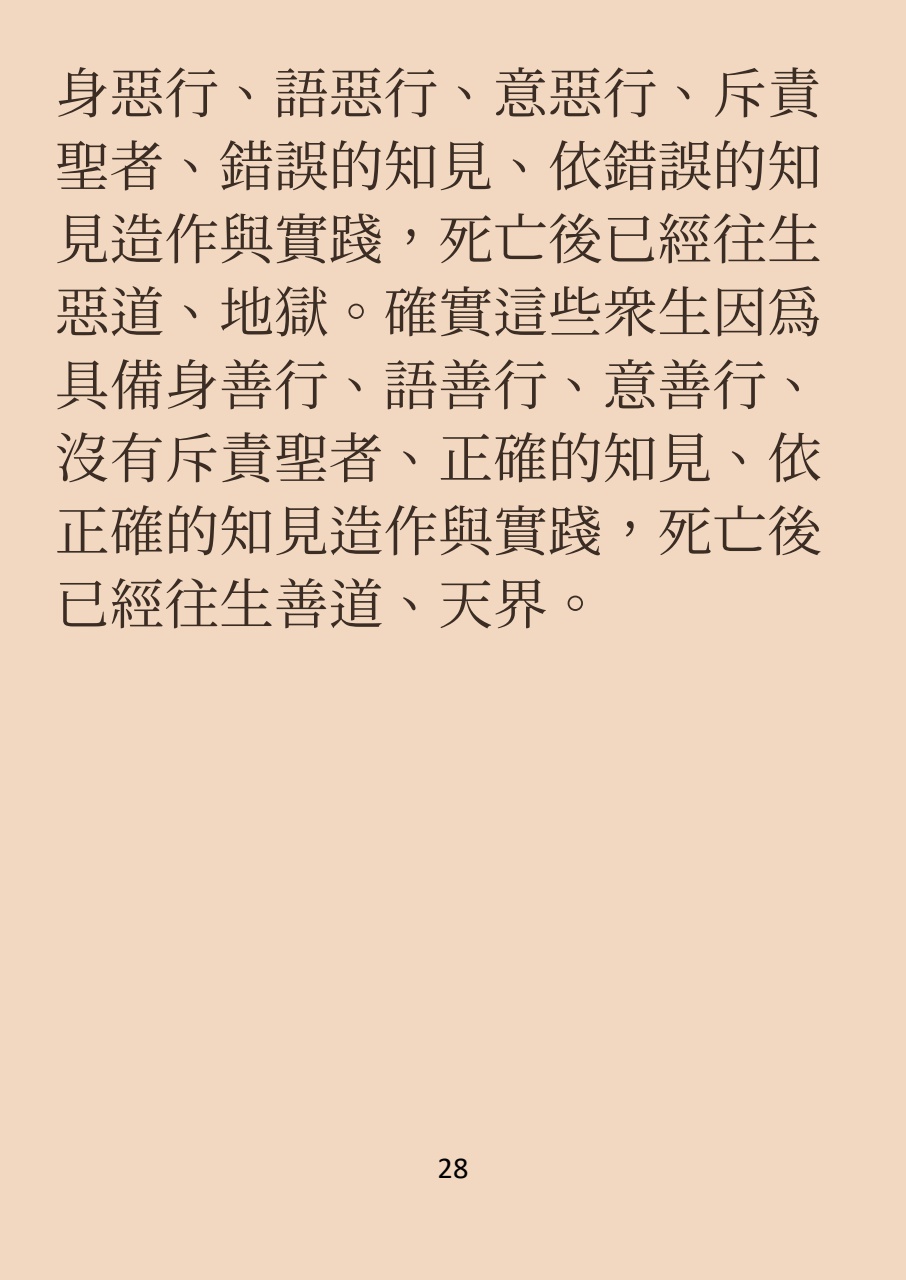 身惡行、語惡行、意惡行、斥責
聖者、錯誤的知見、依錯誤的知
見造作與實踐，死亡後已經往生
惡道、地獄。確實這些衆生因爲
具備身善行、語善行、意善行、
沒有斥責聖者、正確的知見、依
正確的知見造作與實踐，死亡後
已經往生善道、天界。
28